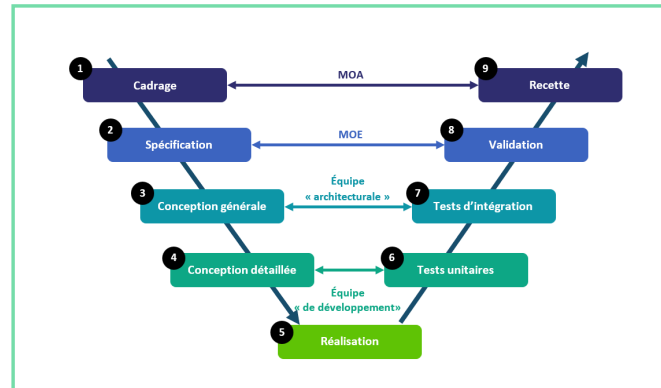 1
Cadrage
MOA
9
Recette
2
Spécification
MOE
8
Validation
3
Conception générale
Équipe
« architecturale »
7
Tests d'intégration
4
Conception détaillée
Équipe
« de développement»
6
Tests unitaires
5
Réalisation